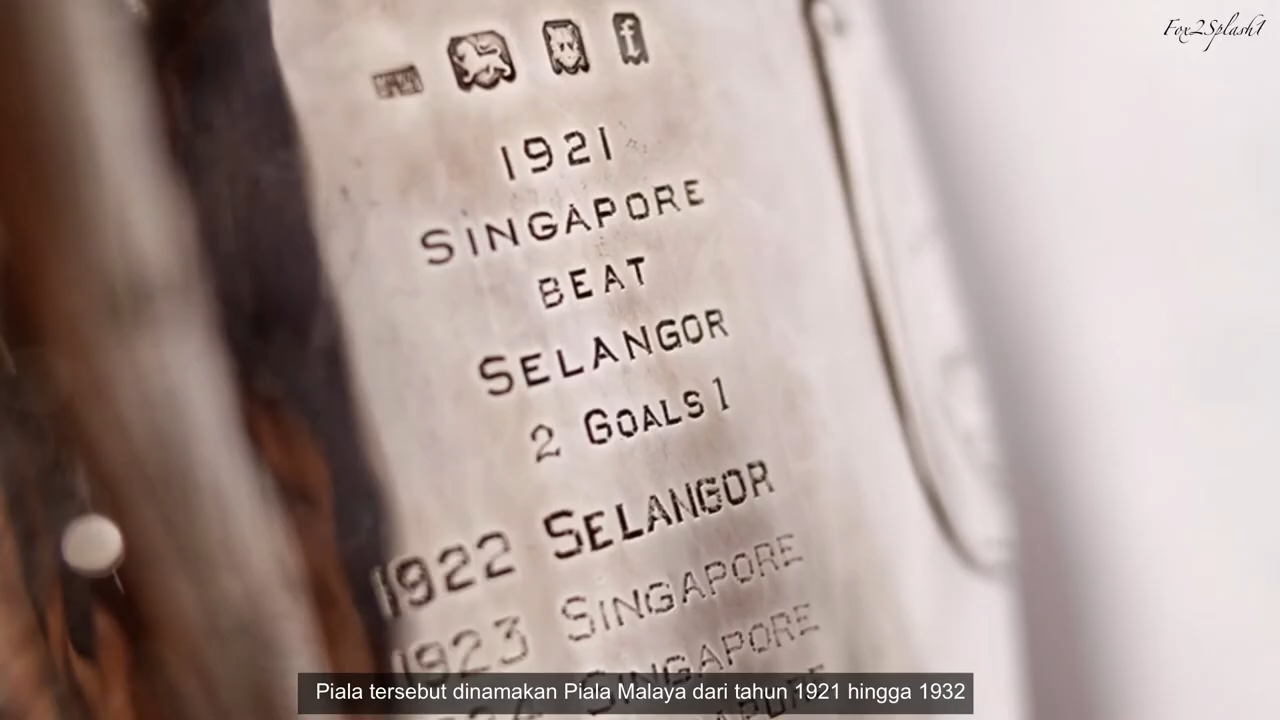 Fox2Splash1
f
1921
SINGAPORE
BEAT
SELANGOR
2 GOALS 1
1922 SELANGOR
1923 SINGAPORE
SINGAPORE
Piala tersebut dinamakan Piala Malaya dari tahun 1921 hingga 1932